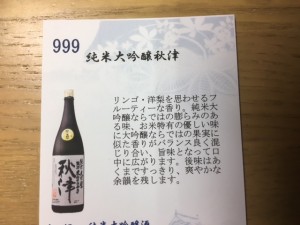 999
純米大吟醸秋津
リンゴ・洋梨を思わせるフ
ルーティーな香り。純米大
吟醸ならではの膨らみのあ
る味、お米特有の優しい味
に大吟醸ならではの果実に
似た香りがバランス良く混
じり合い、旨味となって口
中に広がります。後味はあ
くまですっきり、爽やかな
余韻を残します。
秋津
純米大吟醸酒